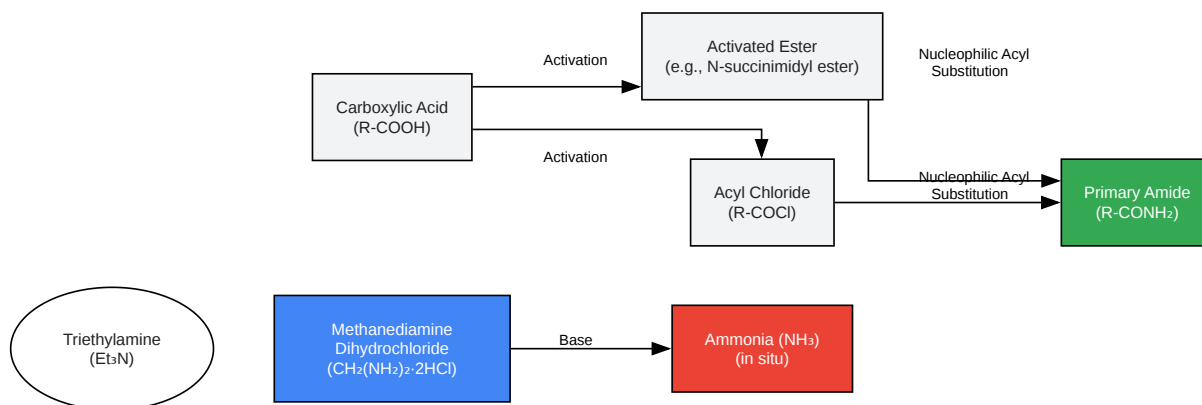 Activated Ester
(e.g., N-succinimidyl ester)
Nucleophilic Acyl
Substitution
Activation
Carboxylic Acid
(R-COOH)
Activation
Acyl Chloride
(R-COCl)
Nucleophilic Acyl
Substitution
Primary Amide
(R-CONH₂)
Triethylamine
(Et₃N)
Methanediamine
Dihydrochloride
(CH₂(NH₂)₂·2HCl)
Base
Ammonia (NH₃)
(in situ)